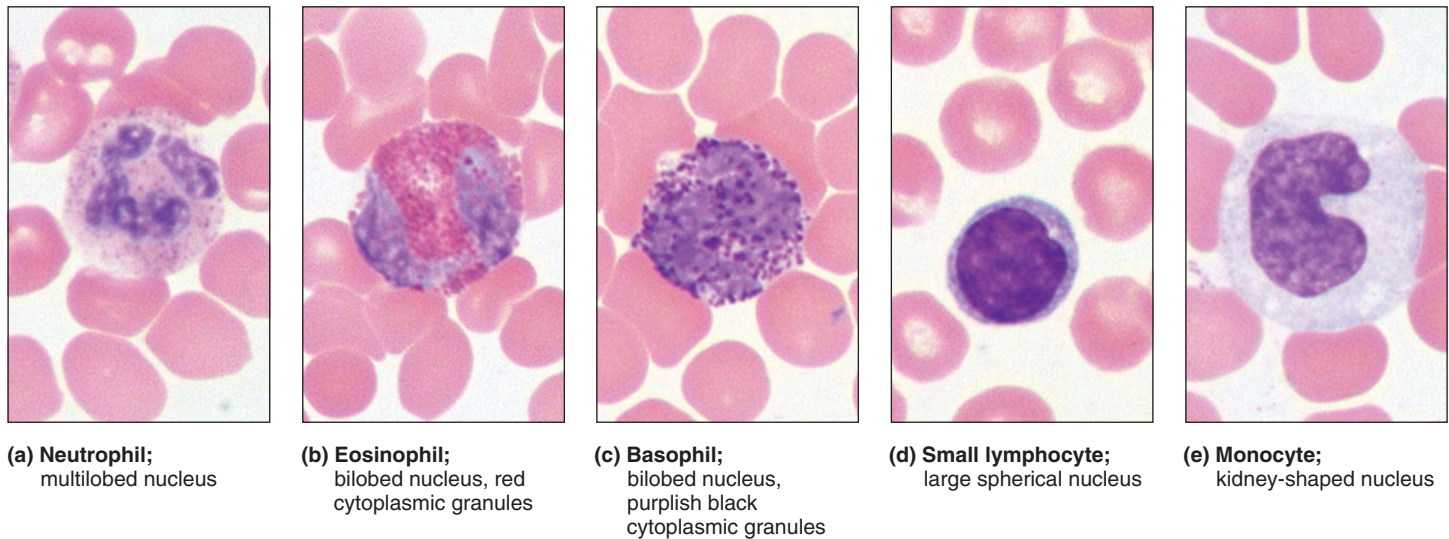 (a) Neutrophil;
multilobed nucleus
(b) Eosinophil;
bilobed nucleus, red
cytoplasmic granules
(c) Basophil;
bilobed nucleus,
purplish black
cytoplasmic granules
(d) Small lymphocyte;
large spherical nucleus
(e) Monocyte;
kidney-shaped nucleus